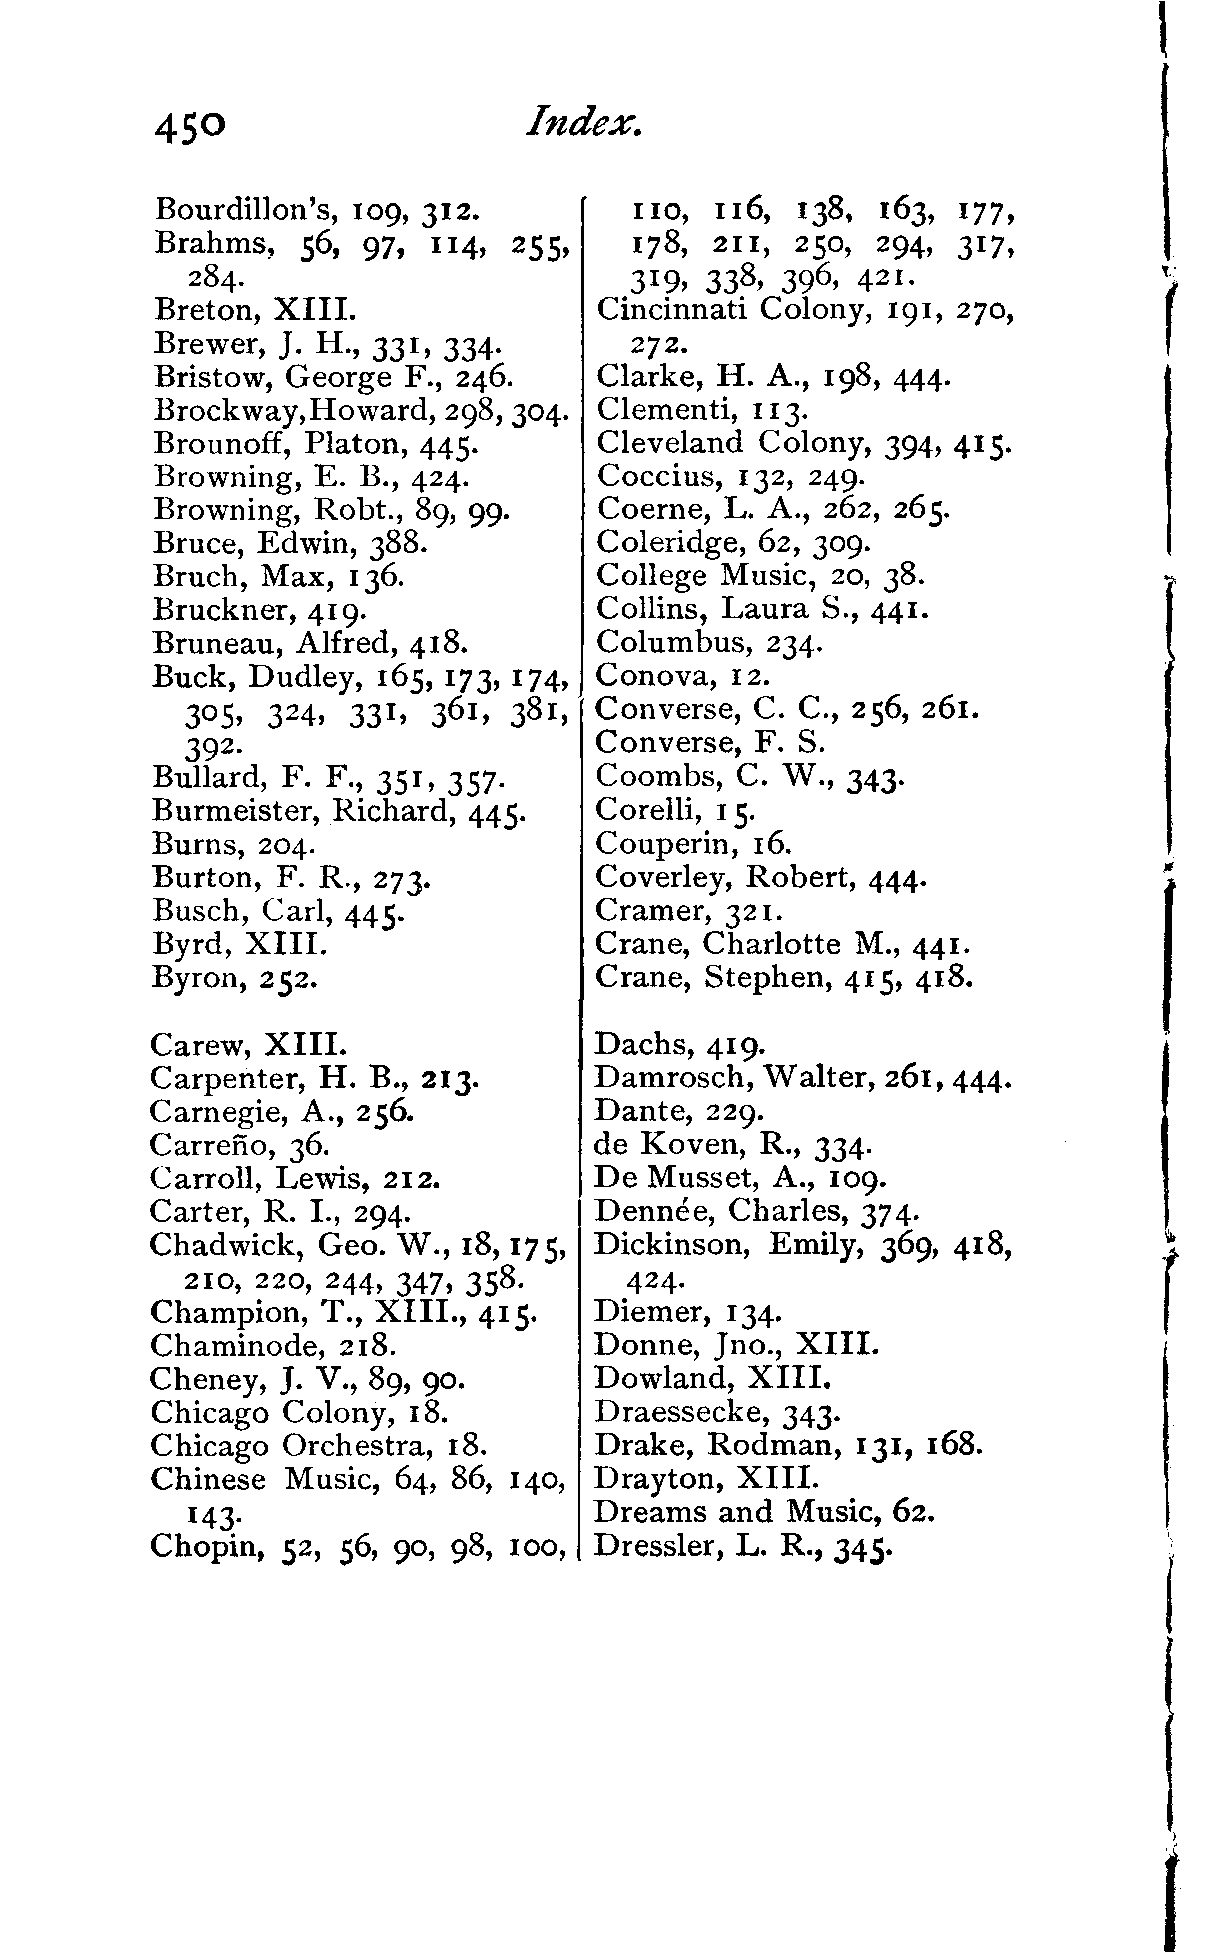 450
Index.
Bourdillon's, 109, 312.
Brahms, 56, 97, 114, 255,
284.
Breton, XIII.
Brewer, J. H., 331, 334.
Bristow, George F., 246.
Brockway,Howard, 298, 304.
Brounoff, Platon, 445.
Browning, E. B., 424.
Browning, Robt., 89, 99.
Bruce, Edwin, 388.
Bruch, Max, 136.
Bruckner, 419.
Bruneau, Alfred, 418.
Buck, Dudley, 165, 173, 174,
305, 324, 331, 361, 381,
392.
Bullard, F. F., 351, 357.
Burmeister, Richard, 445.
Burns, 204.
Burton, F. R., 273.
Busch, Carl, 445.
Byrd, XIII.
Byron, 252.
Carew, XIII.
Carpenter, H. B., 213.
Carnegie, A., 256.
Carreño, 36.
Carroll, Lewis, 212.
Carter, R. I., 294.
Chadwick, Geo. W., 18, 175,
210, 220, 244, 347, 358.
Champion, T., XIII., 415.
Chaminode, 218.
Cheney, J. V., 89, 90.
Chicago Colony, 18.
Chicago Orchestra, 18.
Chinese Music, 64, 86, 140,
143.
Chopin, 52, 56, 90, 98, 100,
110, 116, 138, 163, 177,
178, 211, 250, 294, 317,
319, 338, 396, 421.
Cincinnati Colony, 191, 270,
272.
Clarke, H. A., 198, 444.
Clementi, 113.
Cleveland Colony, 394, 415.
Coccius, 132, 249.
Coerne, L. A., 262, 265.
Coleridge, 62, 309.
College Music, 20, 38.
Collins, Laura S., 441.
Columbus, 234.
Conova, 12.
Converse, C. C., 256, 261.
Converse, F. S.
Coombs, C. W., 343.
Corelli, 15.
Couperin, 16.
Coverley, Robert, 444.
Cramer, 321.
Crane, Charlotte M., 441.
Crane, Stephen, 415, 418.
Dachs, 419.
Damrosch, Walter, 261, 444.
Dante, 229.
de Koven, R., 334.
De Musset, A., 109.
Dennée, Charles, 374.
Dickinson, Emily, 369, 418,
424.
Diemer, 134.
Donne, Jno., XIII.
Dowland, XIII.
Draessecke, 343.
Drake, Rodman, 131, 168.
Drayton, XIII.
Dreams and Music, 62.
Dressler, L. R., 345.